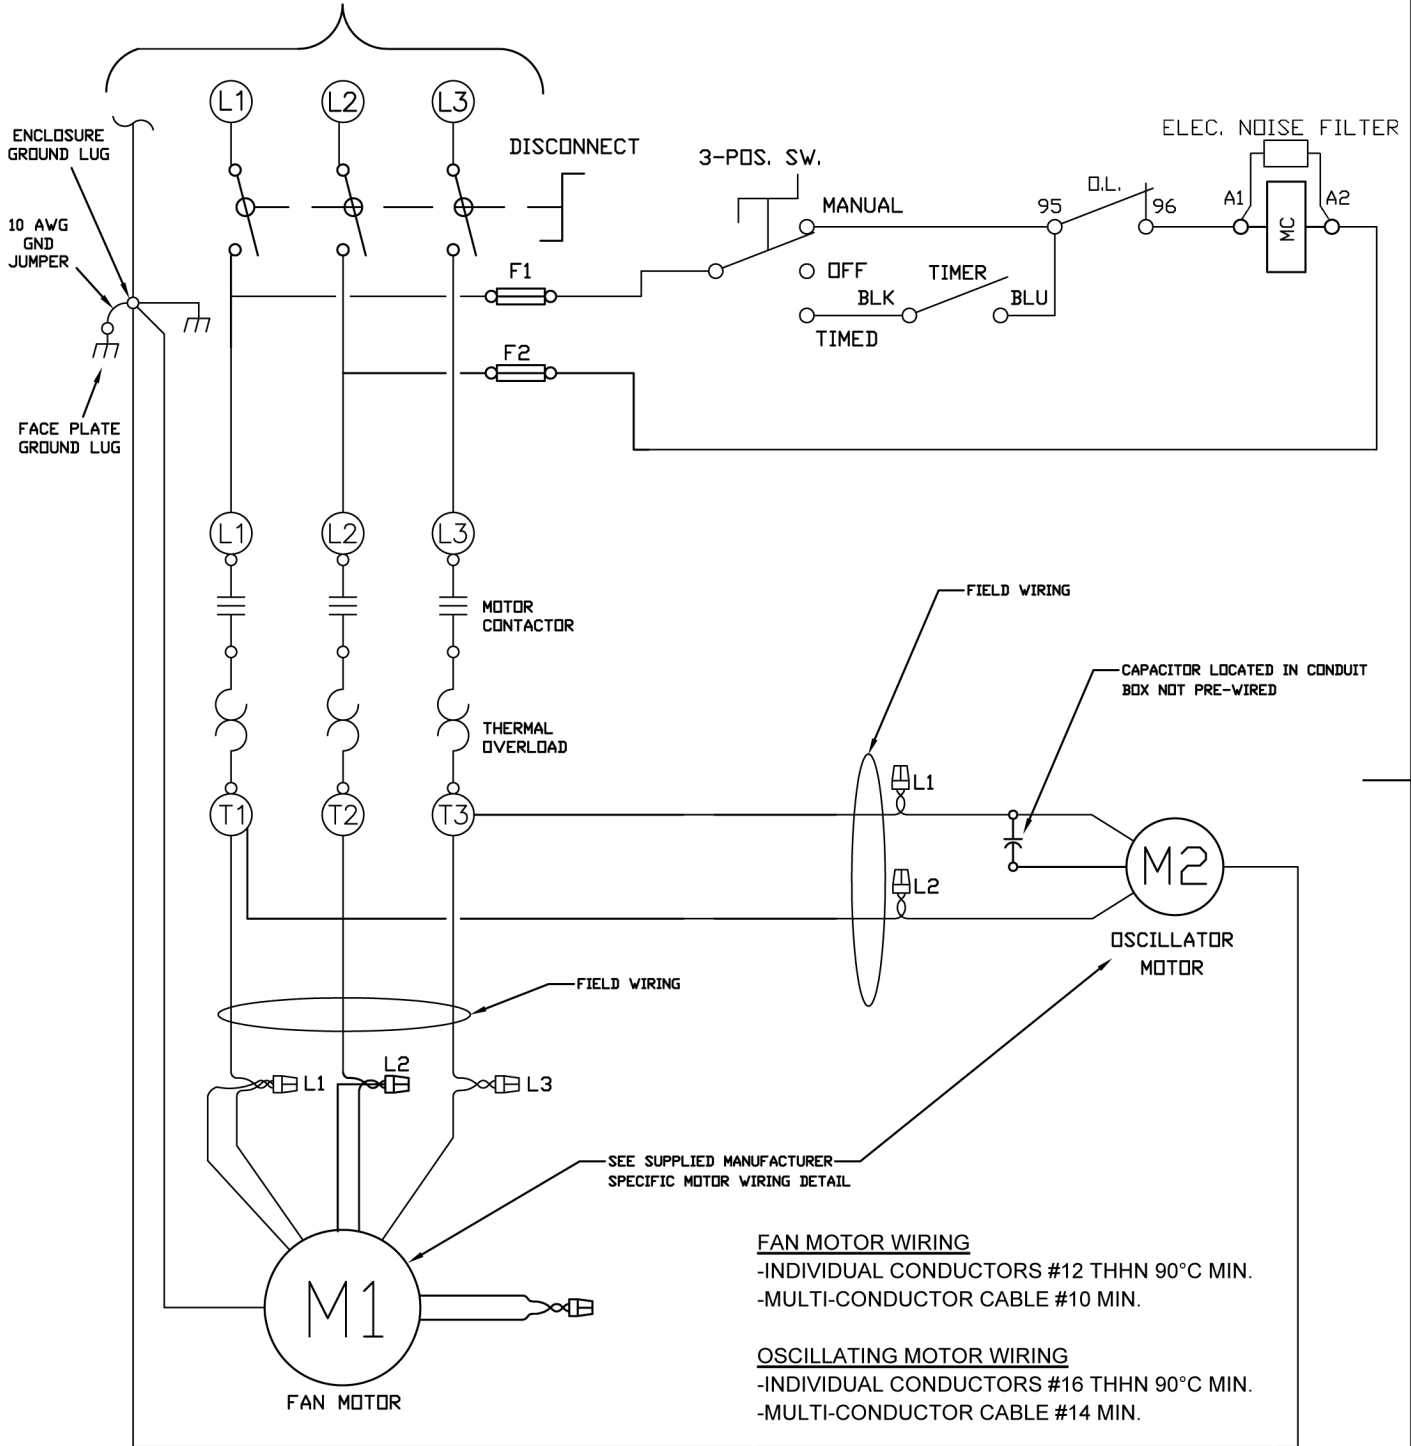 L1
L2
L3
DISCONNECT
ENCLOSURE
GROUND LUG
10 AWG
GND
JUMPER
FACE PLATE
GROUND LUG
3-POS. SW.
MANUAL
OFF
TIMED
BLK
TIMER
BLU
F1
F2
95
O.L.
96
ELEC. NOISE FILTER
A1
MC
A2
L1
L2
L3
MOTOR
CONTACTOR
THERMAL
OVERLOAD
T1
T2
T3
FIELD WIRING
CAPACITOR LOCATED IN CONDUIT
BOX NOT PRE-WIRED
L1
L2
M2
OSCILLATOR
MOTOR
FIELD WIRING
L1
L2
L3
SEE SUPPLIED MANUFACTURER
SPECIFIC MOTOR WIRING DETAIL
M1
FAN MOTOR
FAN MOTOR WIRING
-INDIVIDUAL CONDUCTORS #12 THHN 90°C MIN.
-MULTI-CONDUCTOR CABLE #10 MIN.
OSCILLATING MOTOR WIRING
-INDIVIDUAL CONDUCTORS #16 THHN 90°C MIN.
-MULTI-CONDUCTOR CABLE #14 MIN.